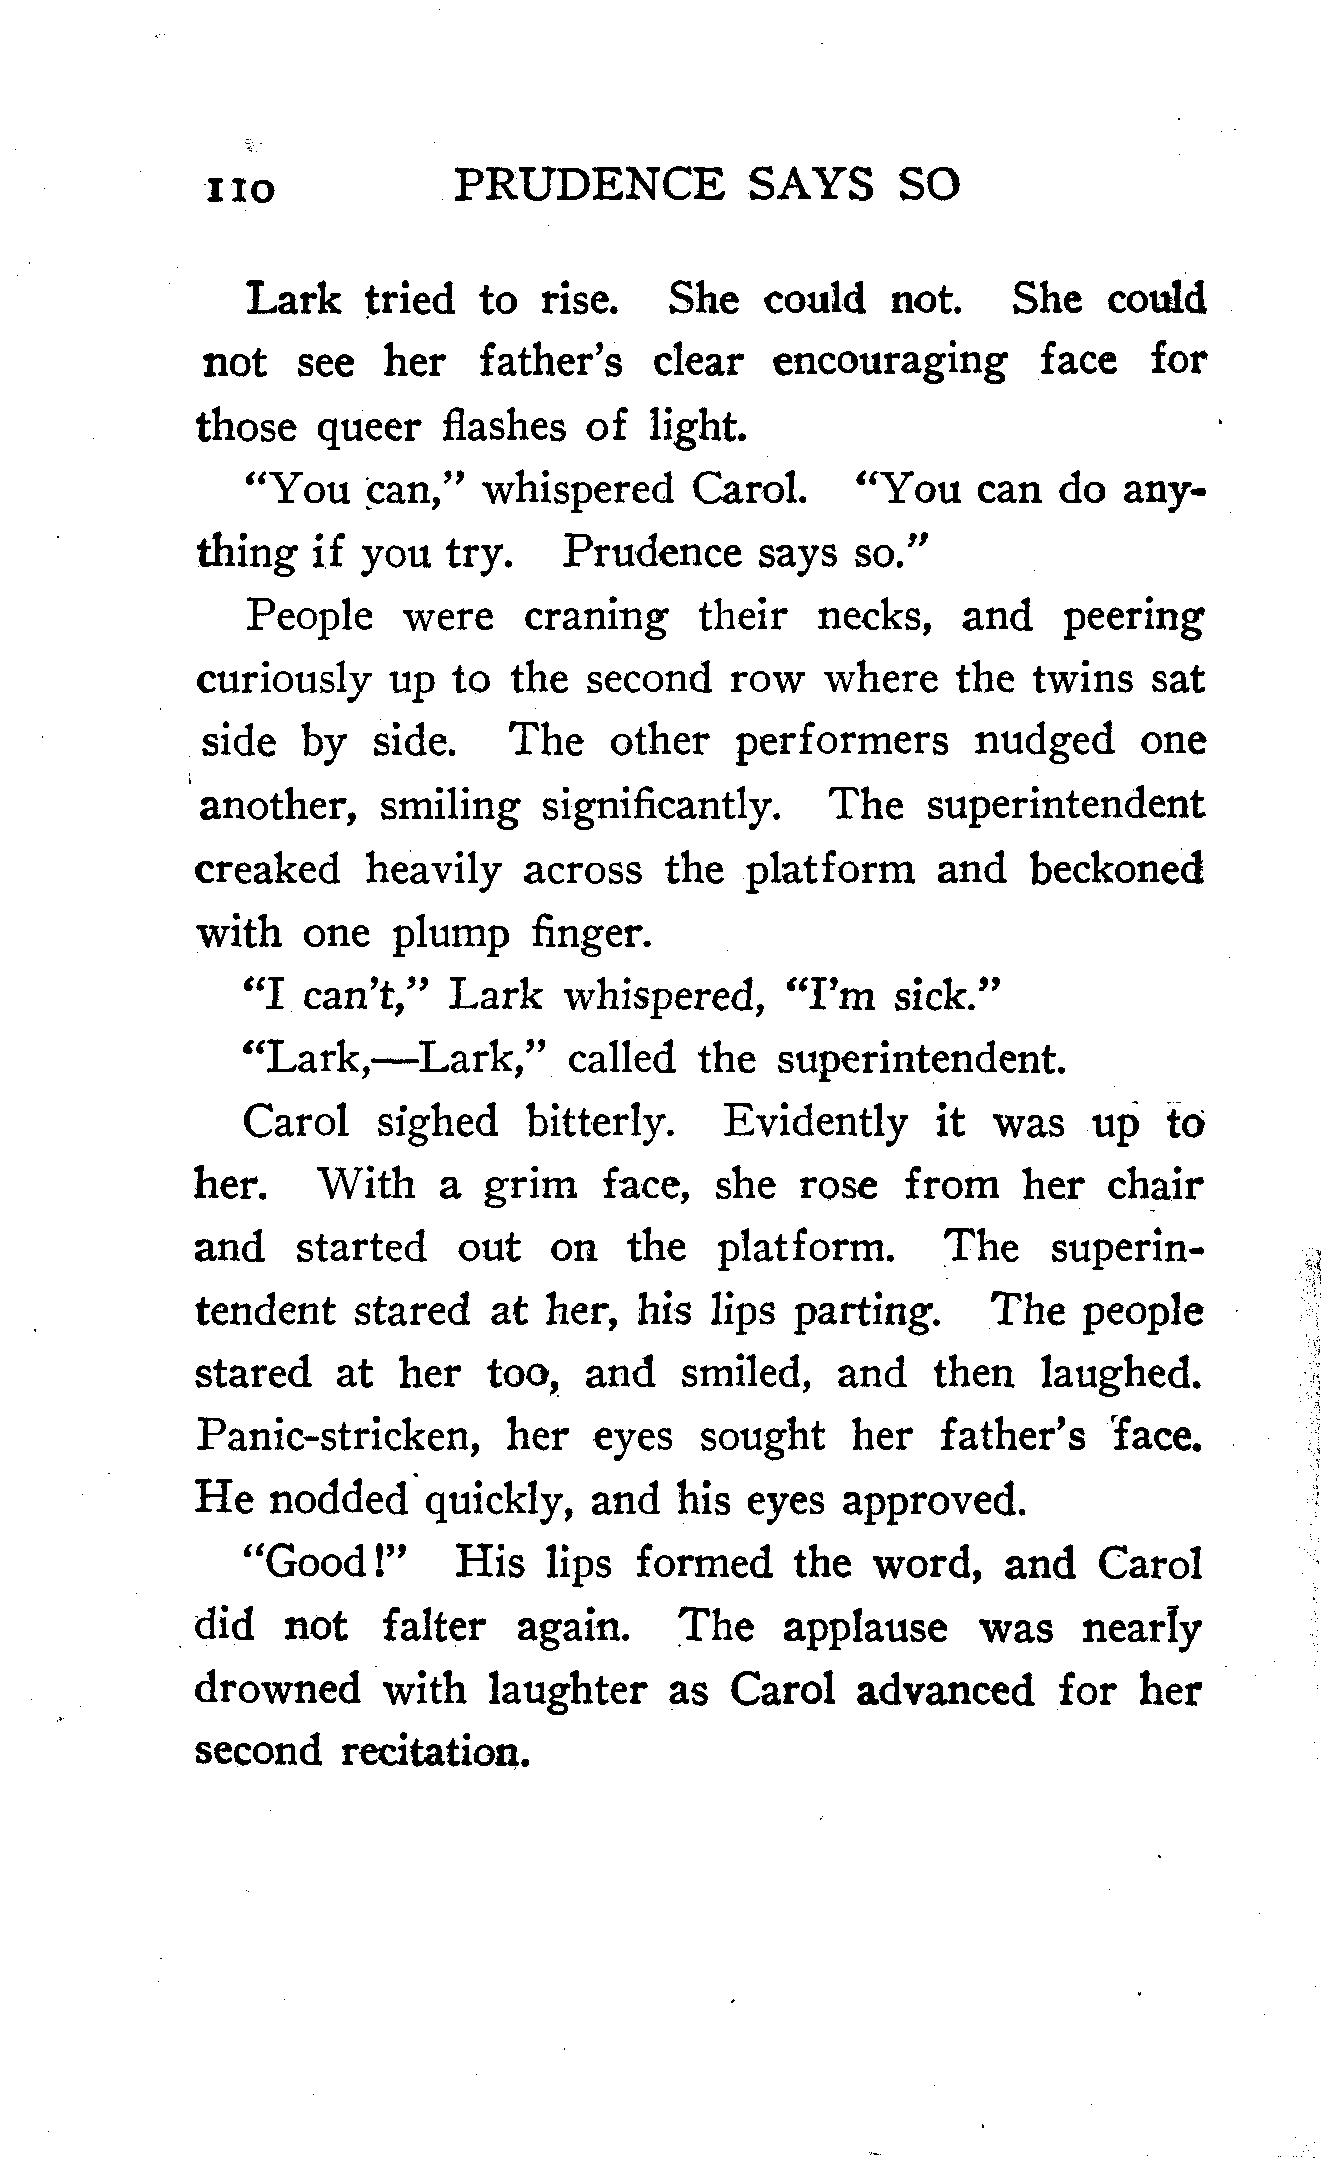 110 PRUDENCE SAYS SO
Lark tried to rise. She could not. She could
not see her father's clear encouraging face for
those queer flashes of light.
"You can," whispered Carol. "You can do any-
thing if you try. Prudence says so."
People were craning their necks, and peering
curiously up to the second row where the twins sat
side by side. The other performers nudged one
another, smiling significantly. The superintendent
creaked heavily across the platform and beckoned
with one plump finger.
"I can't," Lark whispered, "I'm sick."
"Lark,—Lark," called the superintendent.
Carol sighed bitterly. Evidently it was up to
her. With a grim face, she rose from her chair
and started out on the platform. The superin-
tendent stared at her, his lips parting. The people
stared at her too, and smiled, and then laughed.
Panic-stricken, her eyes sought her father's face.
He nodded quickly, and his eyes approved.
"Good!" His lips formed the word, and Carol
did not falter again. The applause was nearly
drowned with laughter as Carol advanced for her
second recitation.